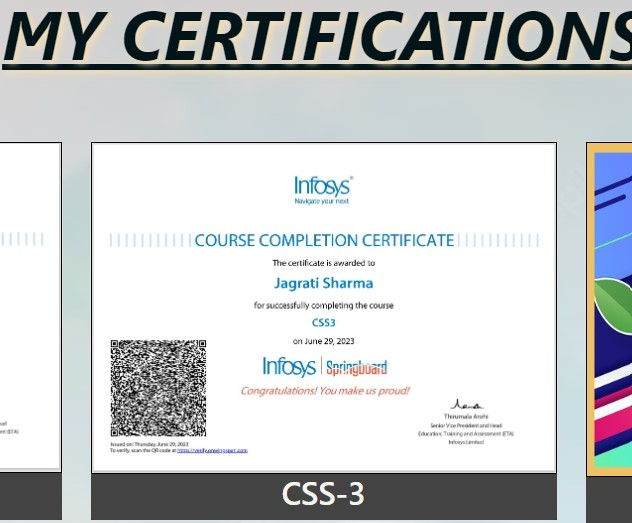 MY CERTIFICATIONS
Infosys®
Navigate your next
COURSE COMPLETION CERTIFICATE
The certificate is awarded to
Jagrati Sharma
for successfully completing the course
CSS3
on June 29, 2023
Infosys | Springboard
Congratulations! You make us proud!
Thirumala Arohi
Senior Vice President and Head
Education, Training and Assessment (ETA)
Infosys Limited
Issued on: Thursday, June 29, 2023
To verify, scan the QR code at https://verify.onwingspan.com
nt (ETA)
CSS-3